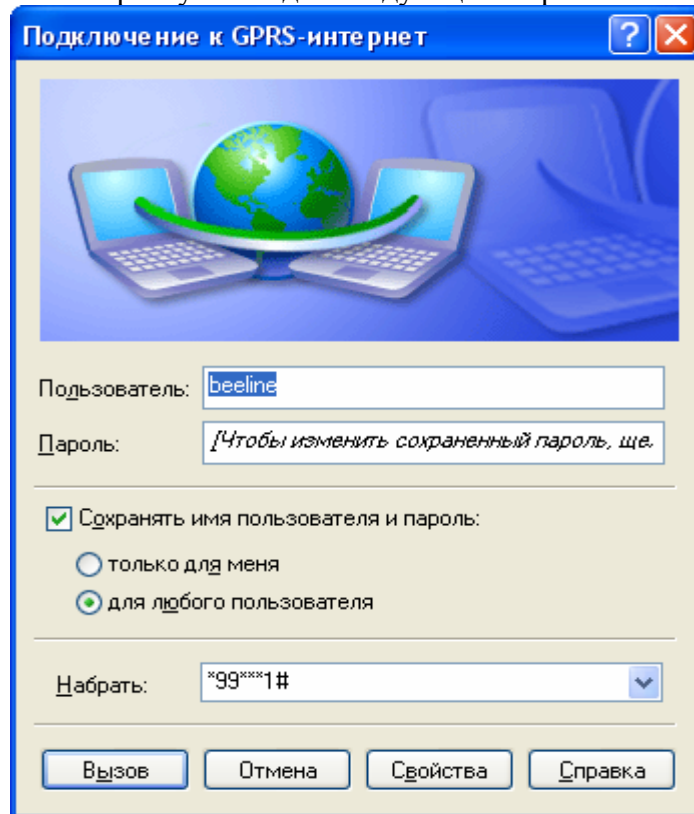 Подключение к GPRS-интернет
Пользователь: beeline
Пароль: [Чтобы изменить сохраненный пароль, ще.
Сохранять имя пользователя и пароль:
только для меня
для любого пользователя
Набрать: *99***1#
Вызов Отмена Свойства Справка